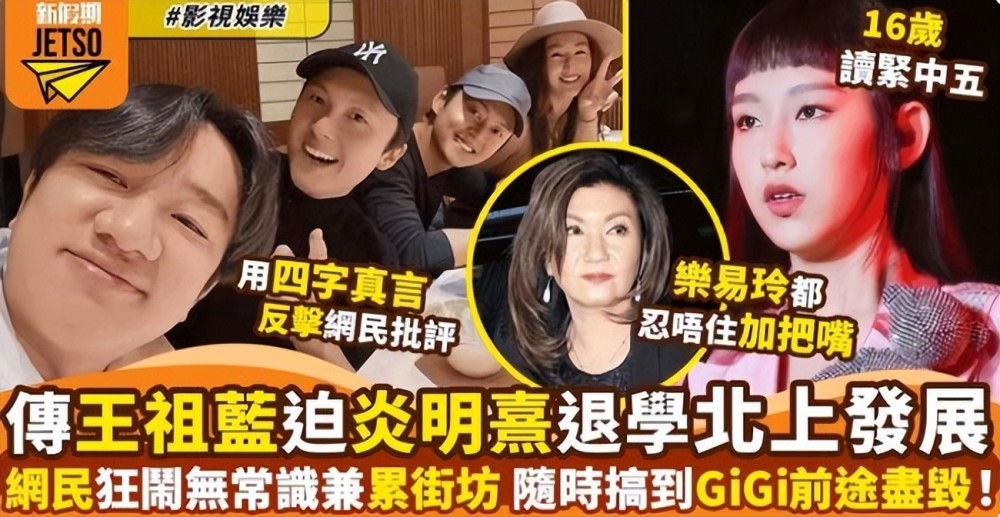 新假期
JETSO
#影視娛樂
16歲
讀緊中五
用四字真言
反擊網民批評
樂易玲都
忍唔住加把嘴
傳王祖藍迫炎明熹退學北上發展
網民狂鬧無常識兼累街坊 隨時搞到GiGi前途盡毀！